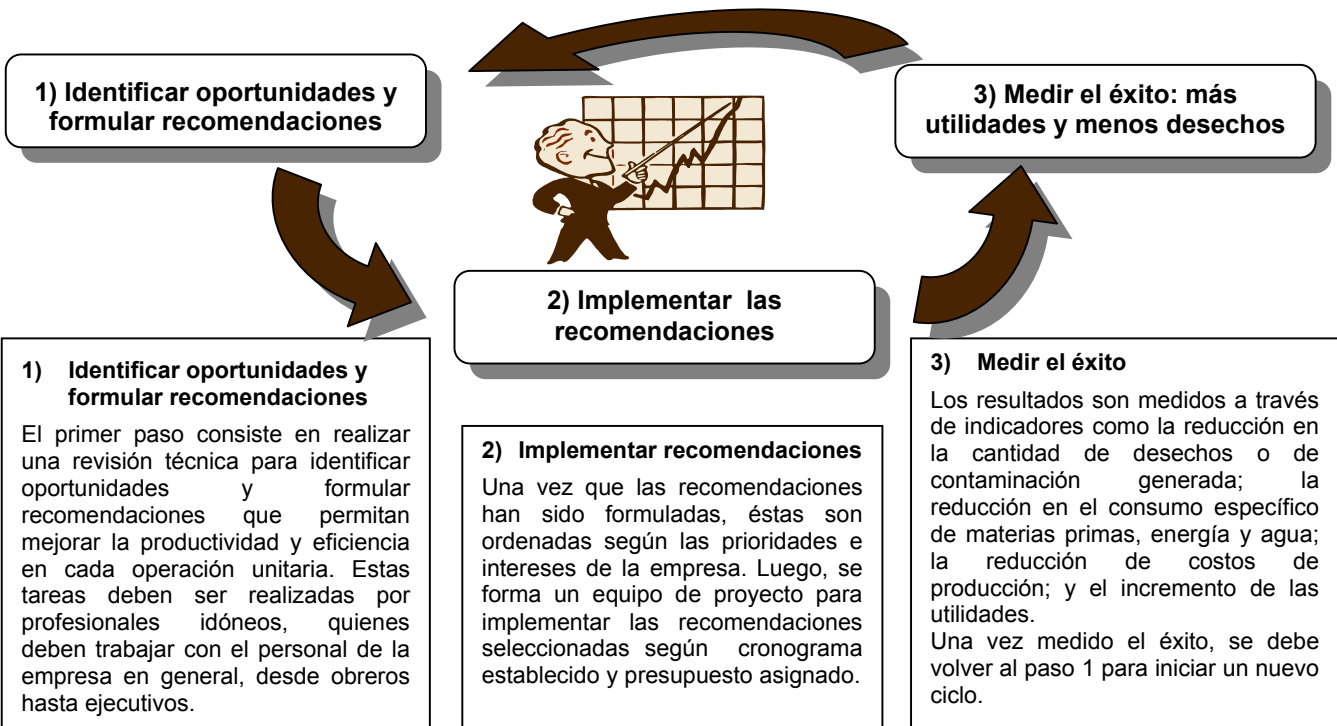 1) Identificar oportunidades y
formular recomendaciones
3) Medir el éxito: más
utilidades y menos desechos
2) Implementar las
recomendaciones
1) Identificar oportunidades y
formular recomendaciones
El primer paso consiste en realizar
una revisión técnica para identificar
oportunidades y formular
recomendaciones que permitan
mejorar la productividad y eficiencia
en cada operación unitaria. Estas
tareas deben ser realizadas por
profesionales idóneos, quienes
deben trabajar con el personal de la
empresa en general, desde obreros
hasta ejecutivos.
2) Implementar recomendaciones
Una vez que las recomendaciones
han sido formuladas, éstas son
ordenadas según las prioridades e
intereses de la empresa. Luego, se
forma un equipo de proyecto para
implementar las recomendaciones
seleccionadas según cronograma
establecido y presupuesto asignado.
3) Medir el éxito
Los resultados son medidos a través
de indicadores como la reducción en
la cantidad de desechos o de
contaminación generada; la
reducción en el consumo específico
de materias primas, energía y agua;
la reducción de costos de
producción; y el incremento de las
utilidades.
Una vez medido el éxito, se debe
volver al paso 1 para iniciar un nuevo
ciclo.